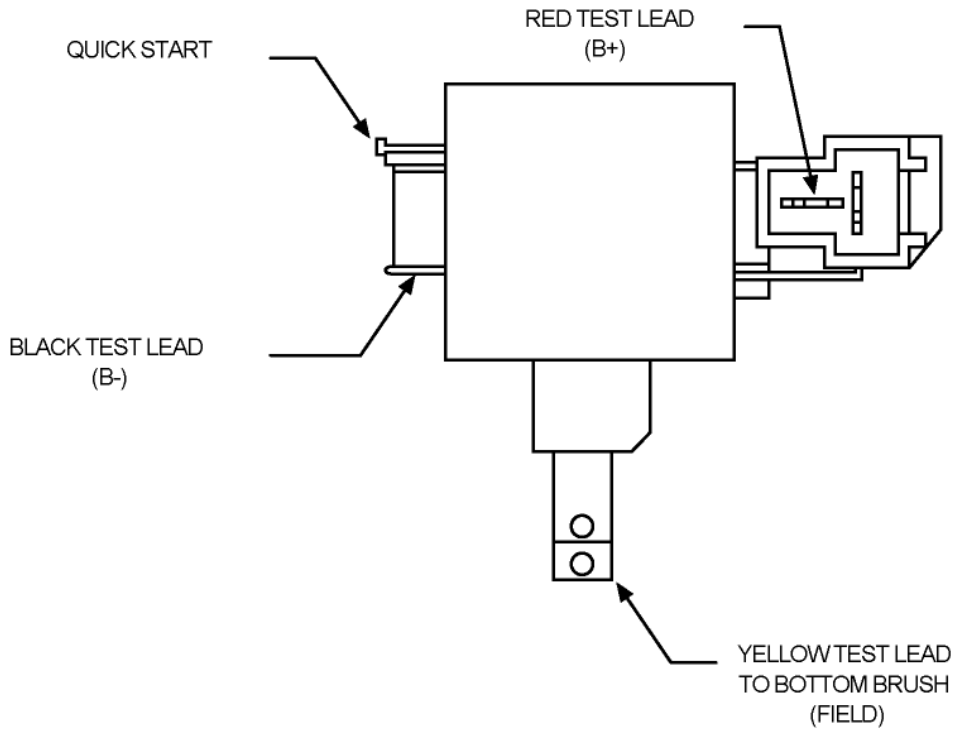 RED TEST LEAD
(B+)
QUICK START
BLACK TEST LEAD
(B-)
YELLOW TEST LEAD
TO BOTTOM BRUSH
(FIELD)